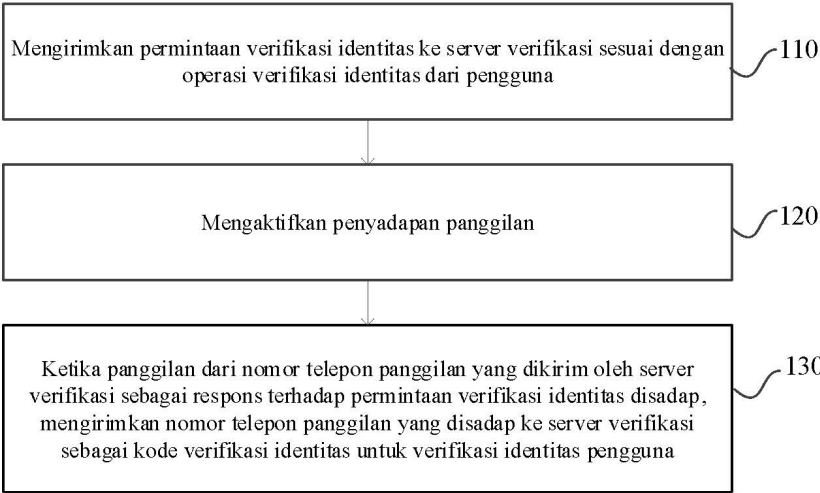 Mengirimkan permintaan verifikasi identitas ke server verifikasi sesuai dengan
operasi verifikasi identitas dari pengguna
110
Mengaktifkan penyadapan panggilan
120
Ketika panggilan dari nomor telepon panggilan yang dikirim oleh server
verifikasi sebagai respons terhadap permintaan verifikasi identitas disadap,
mengirimkan nomor telepon panggilan yang disadap ke server verifikasi
sebagai kode verifikasi identitas untuk verifikasi identitas pengguna
130